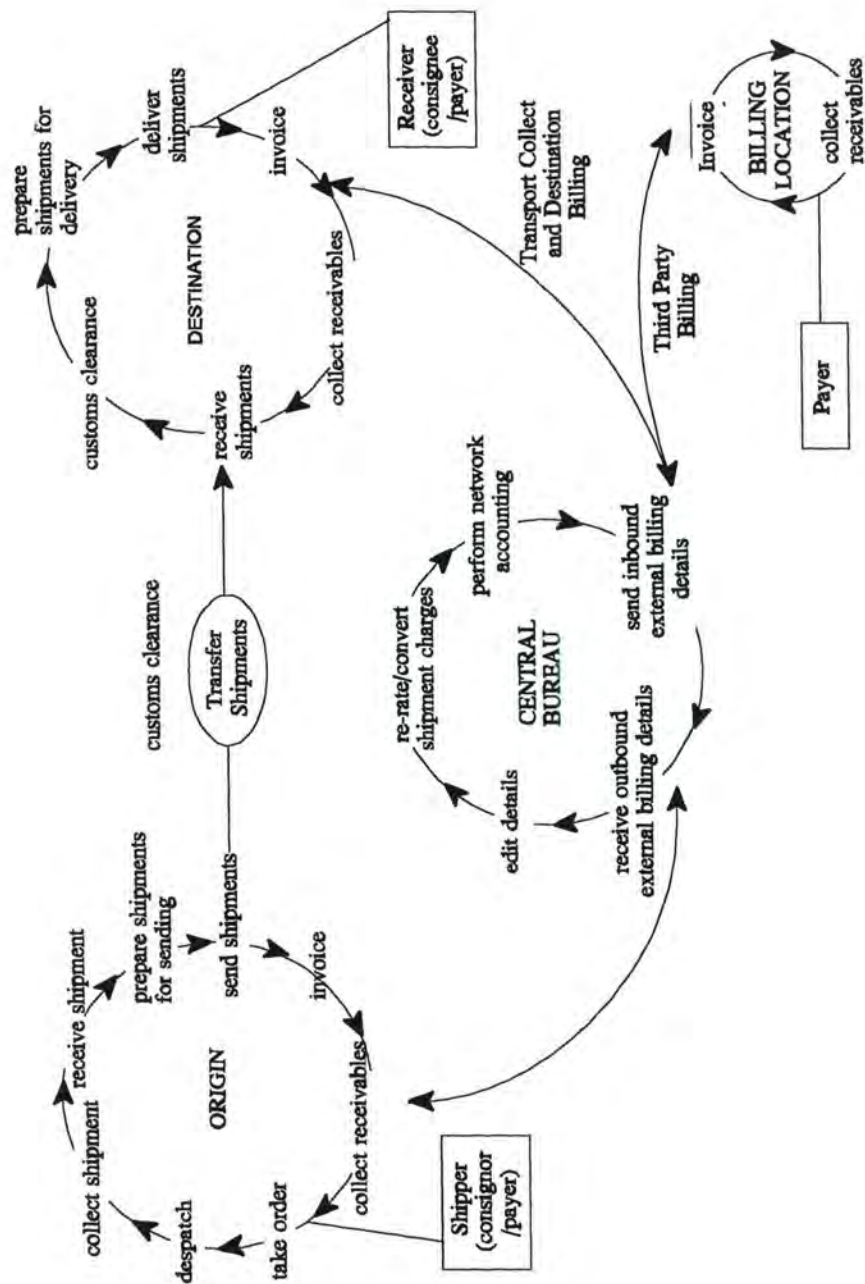 collect shipment
receive shipment
prepare shipments
for sending
send shipments
invoice
collect receivables
take order
despatch
ORIGIN
Shipper
(consignor
/payer)
customs clearance
Transfer
Shipments
receive
shipments
customs clearance
prepare
shipments for
delivery
deliver
shipments
invoice
collect receivables
DESTINATION
Receiver
(consignee
/payer)
receive outbound
external billing details
edit details
re-rate/convert
shipment charges
perform network
accounting
send inbound
external billing
details
CENTRAL
BUREAU
Transport Collect
and Destination
Billing
Third Party
Billing
Invoice
BILLING
LOCATION
collect
receivables
Payer